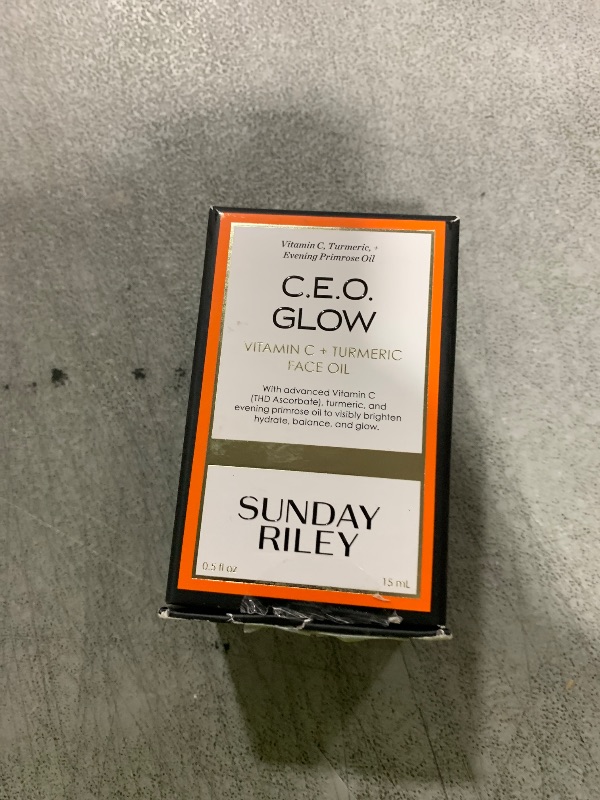 Vitamin C, Turmeric, +
Evening Primrose Oil
C.E.O.
GLOW
VITAMIN C + TURMERIC
FACE OIL
With advanced Vitamin C
(THD Ascorbate), turmeric, and
evening primrose oil to visibly brighten
hydrate, balance, and glow.
SUNDAY
RILEY
0.5 fl oz
15 mL